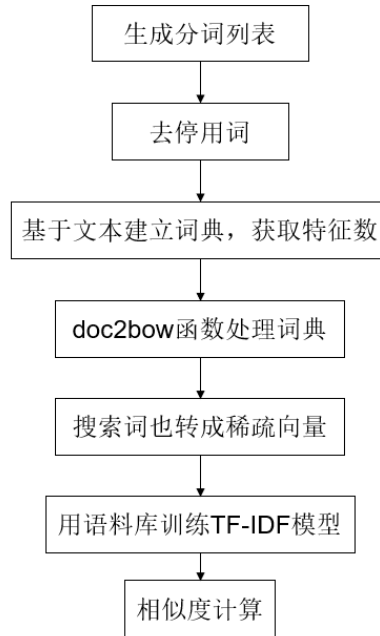 生成分词列表
去停用词
基于文本建立词典，获取特征数
doc2bow函数处理词典
搜索词也转成稀疏向量
用语料库训练TF-IDF模型
相似度计算